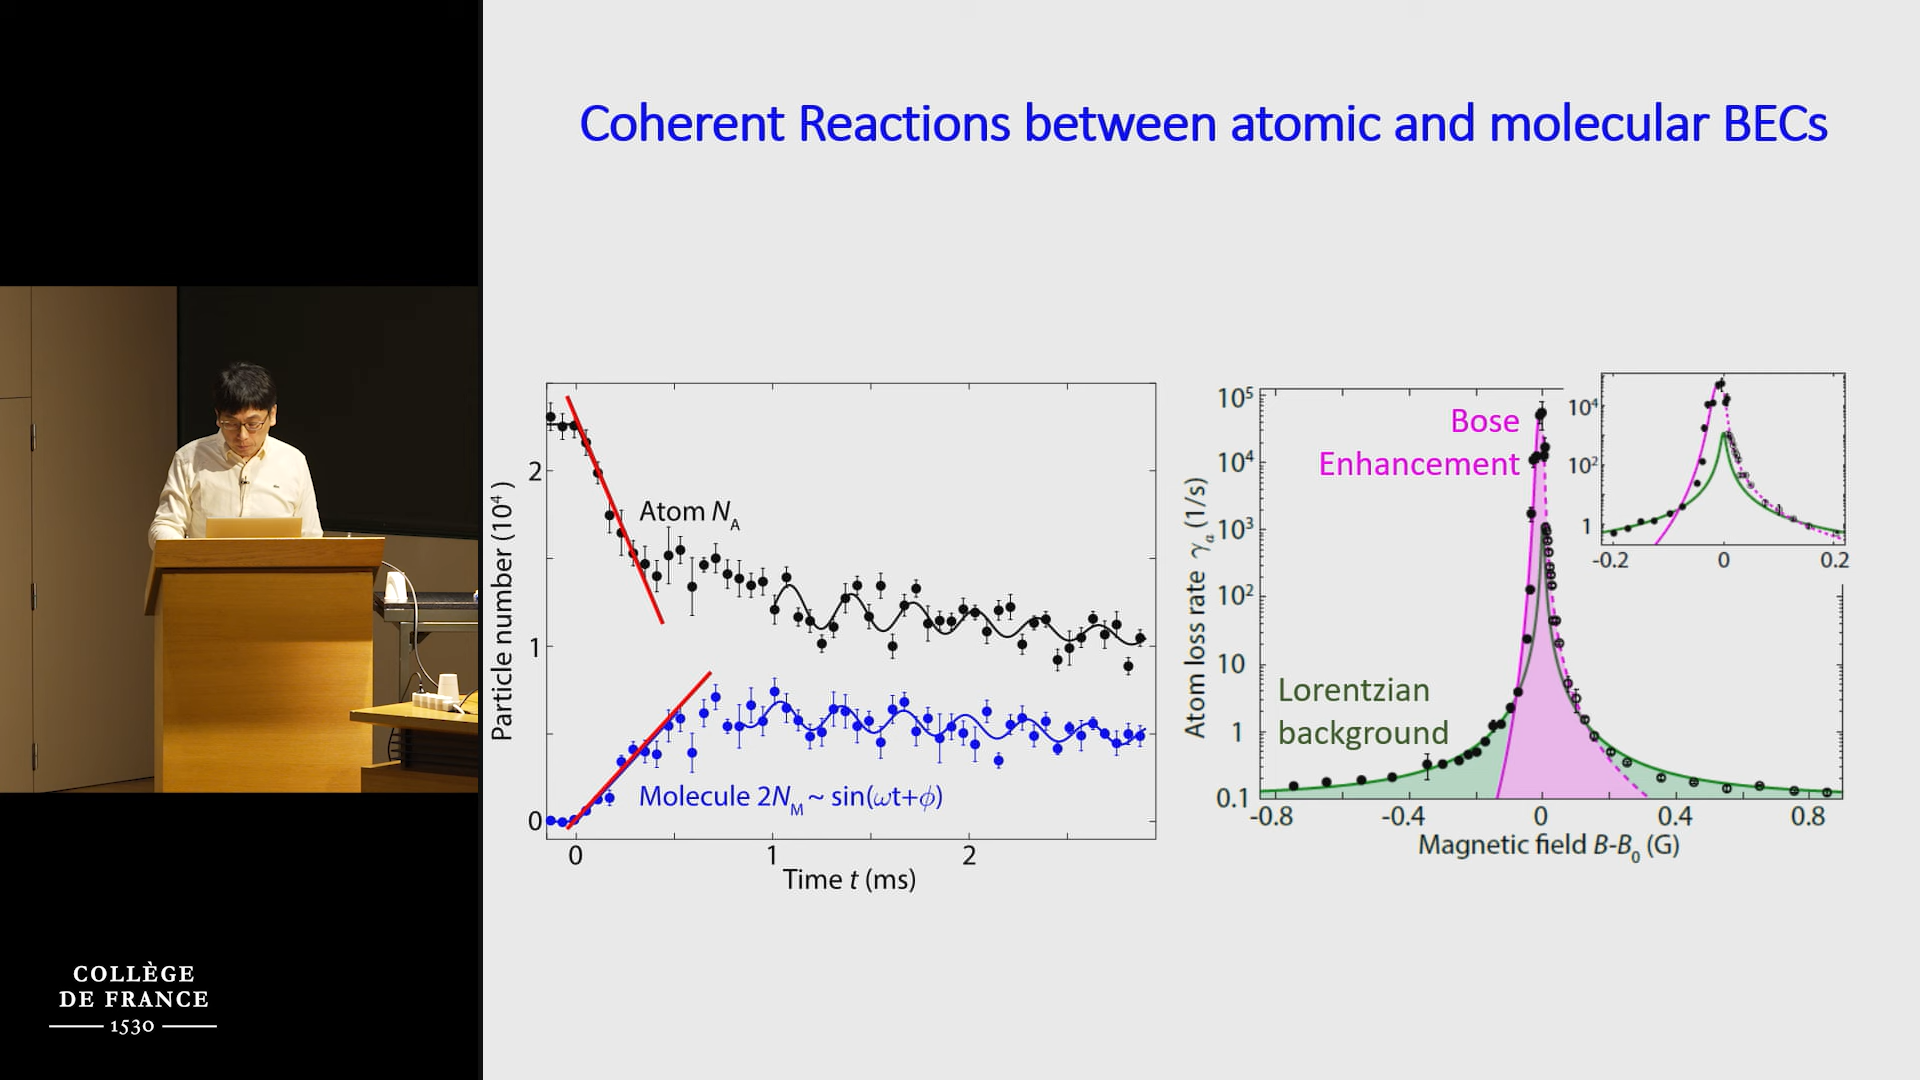 Coherent Reactions between atomic and molecular BECs
Particle number (10⁴)
2
1
0
Atom N_A
Molecule 2N_M ~ sin(ωt+ϕ)
0
1
2
Time t (ms)
Atom loss rate γ_a (1/s)
10⁵
10⁴
10³
10²
10
1
0.1
Bose
Enhancement
Lorentzian
background
-0.8
-0.4
0
0.4
0.8
Magnetic field B-B₀ (G)
10⁴
10²
1
-0.2
0
0.2
COLLÈGE
DE FRANCE
1530